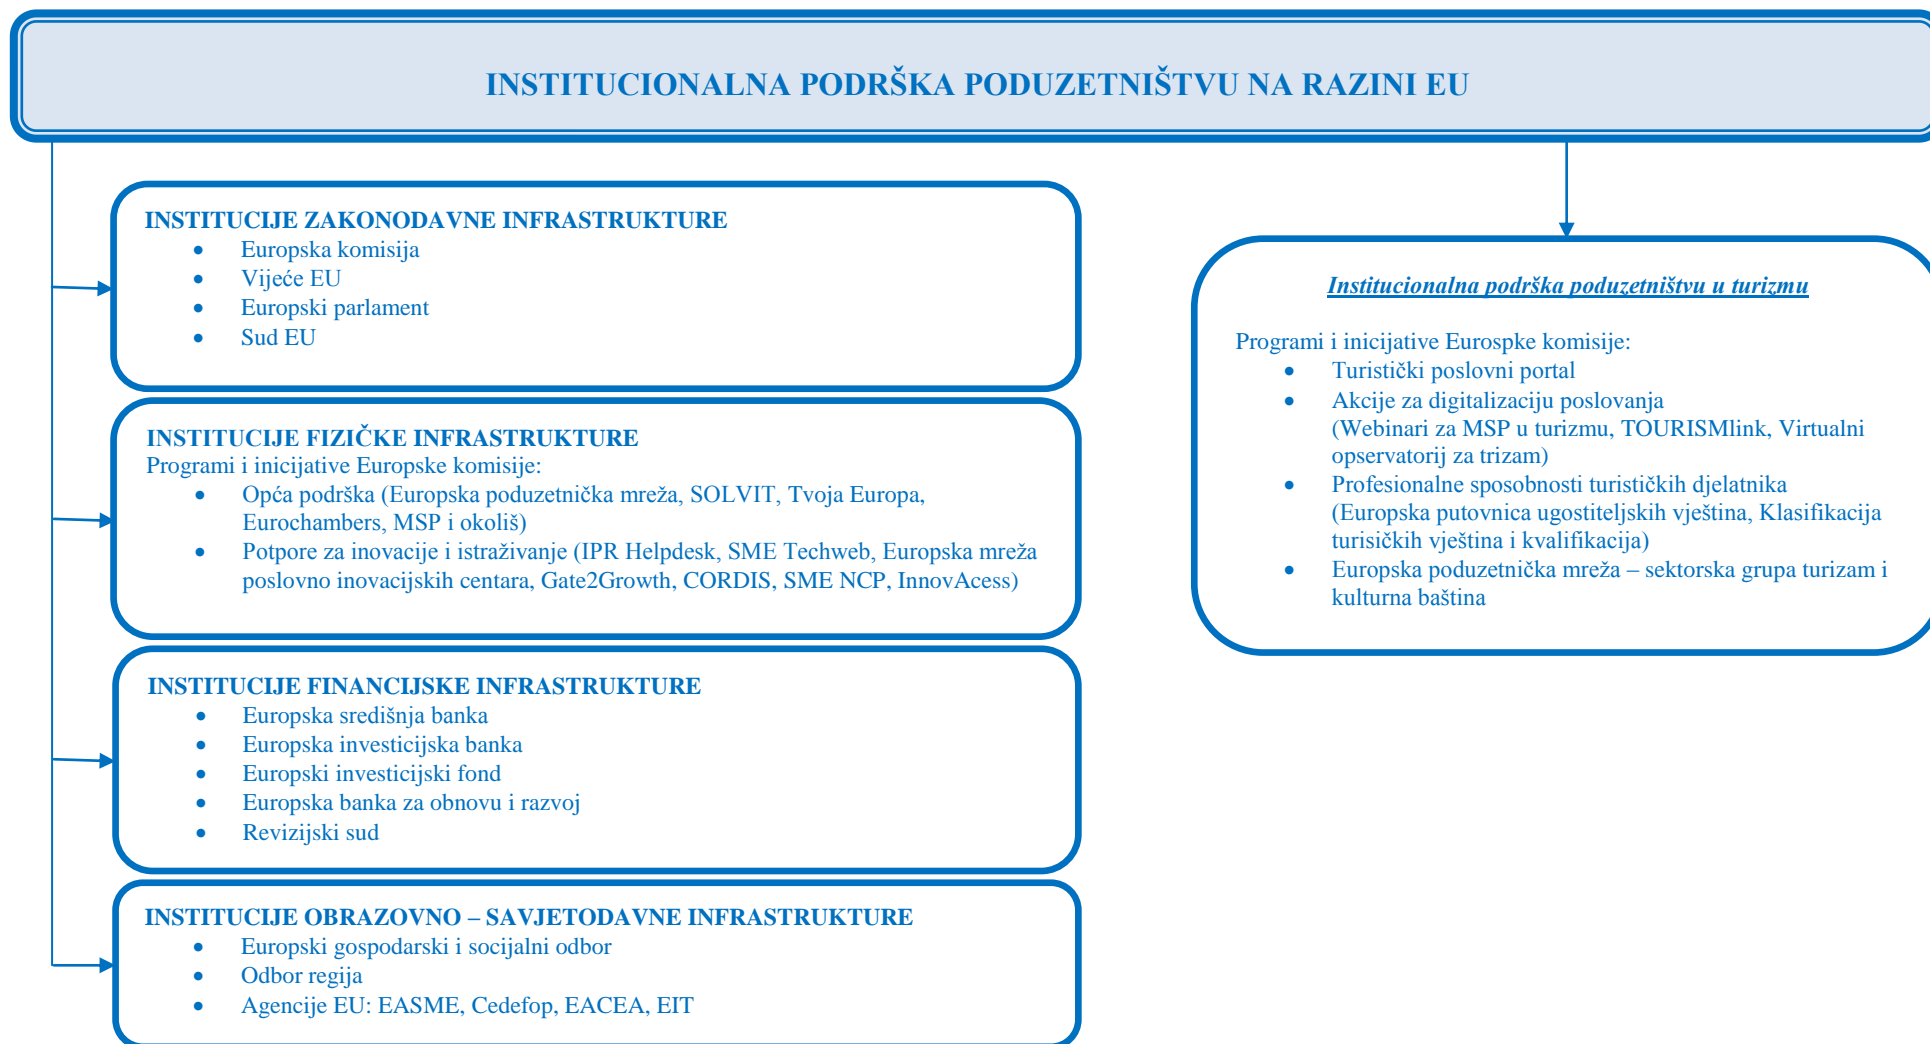 INSTITUCIONALNA PODRŠKA PODUZETNIŠTVU NA RAZINI EU
INSTITUCIJE ZAKONODAVNE INFRASTRUKTURE
• Europska komisija
• Vijeće EU
• Europski parlament
• Sud EU
INSTITUCIJE FIZIČKE INFRASTRUKTURE
Programi i inicijative Europske komisije:
• Opća podrška (Europska poduzetnička mreža, SOLVIT, Tvoja Europa,
Eurochambers, MSP i okoliš)
• Potpore za inovacije i istraživanje (IPR Helpdesk, SME Techweb, Europska mreža
poslovno inovacijskih centara, Gate2Growth, CORDIS, SME NCP, InnovAcess)
INSTITUCIJE FINANCIJSKE INFRASTRUKTURE
• Europska središnja banka
• Europska investicijska banka
• Europski investicijski fond
• Europska banka za obnovu i razvoj
• Revizijski sud
INSTITUCIJE OBRAZOVNO – SAVJETODAVNE INFRASTRUKTURE
• Europski gospodarski i socijalni odbor
• Odbor regija
• Agencije EU: EASME, Cedefop, EACEA, EIT
Institucionalna podrška poduzetništvu u turizmu
Programi i inicijative Eurospke komisije:
• Turistički poslovni portal
• Akcije za digitalizaciju poslovanja
(Webinari za MSP u turizmu, TOURISMlink, Virtualni
opservatorij za trizam)
• Profesionalne sposobnosti turističkih djelatnika
(Europska putovnica ugostiteljskih vještina, Klasifikacija
turisičkih vještina i kvalifikacija)
• Europska poduzetnička mreža – sektorska grupa turizam i
kulturna baština